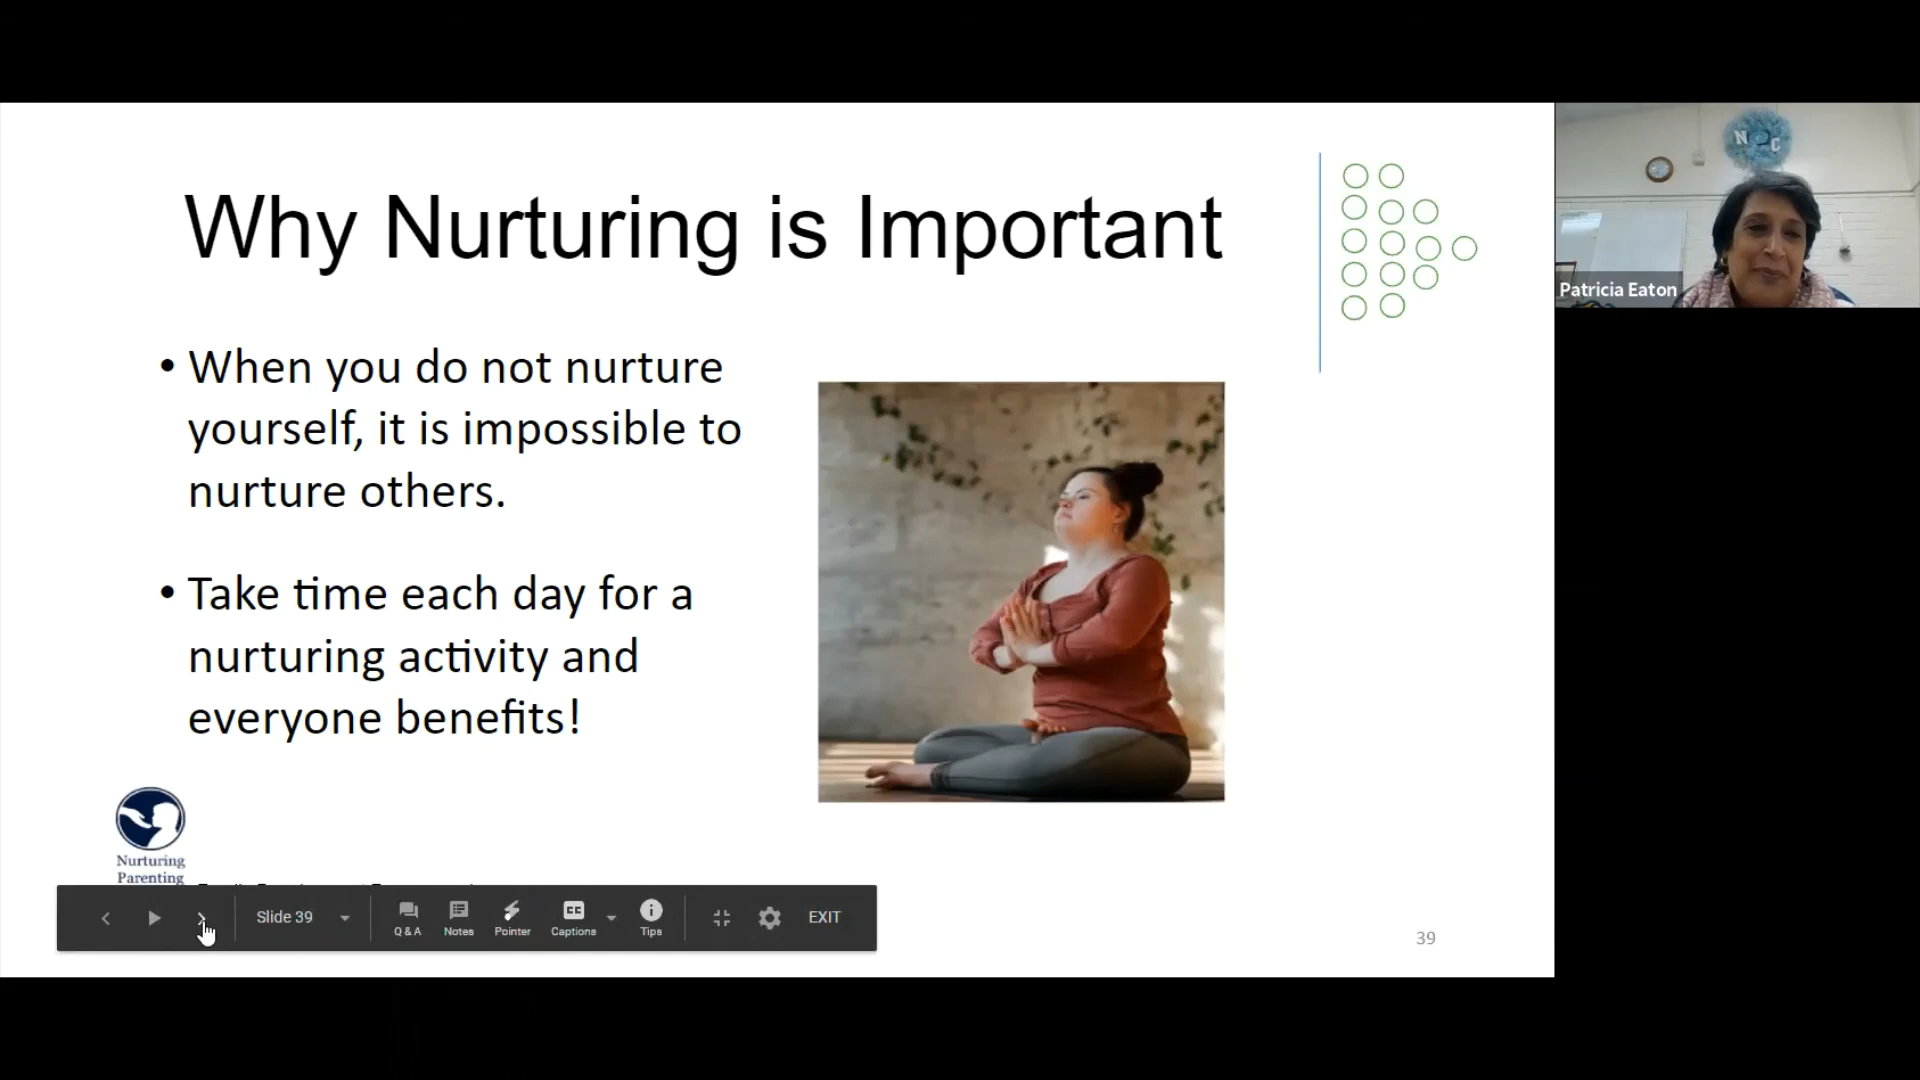 Why Nurturing is Important
• When you do not nurture
yourself, it is impossible to
nurture others.
• Take time each day for a
nurturing activity and
everyone benefits!
Nurturing
Parenting
Slide 39
Q & A
Notes
Pointer
CC
Captions
Tips
EXIT
39
N C
Patricia Eaton